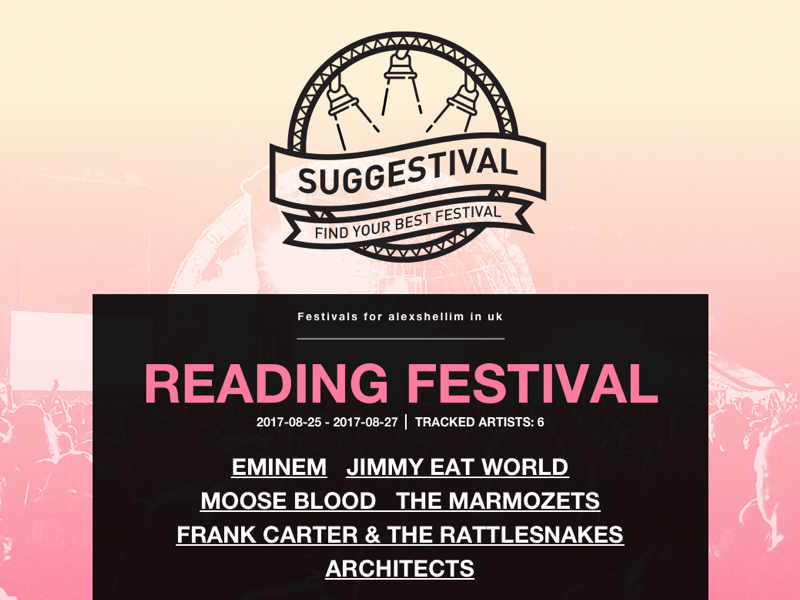 SUGGESTIVAL
FIND YOUR BEST FESTIVAL
Festivals for alexshellim in uk
READING FESTIVAL
2017-08-25 - 2017-08-27 | TRACKED ARTISTS: 6
EMINEM JIMMY EAT WORLD
MOOSE BLOOD THE MARMOZETS
FRANK CARTER & THE RATTLESNAKES
ARCHITECTS